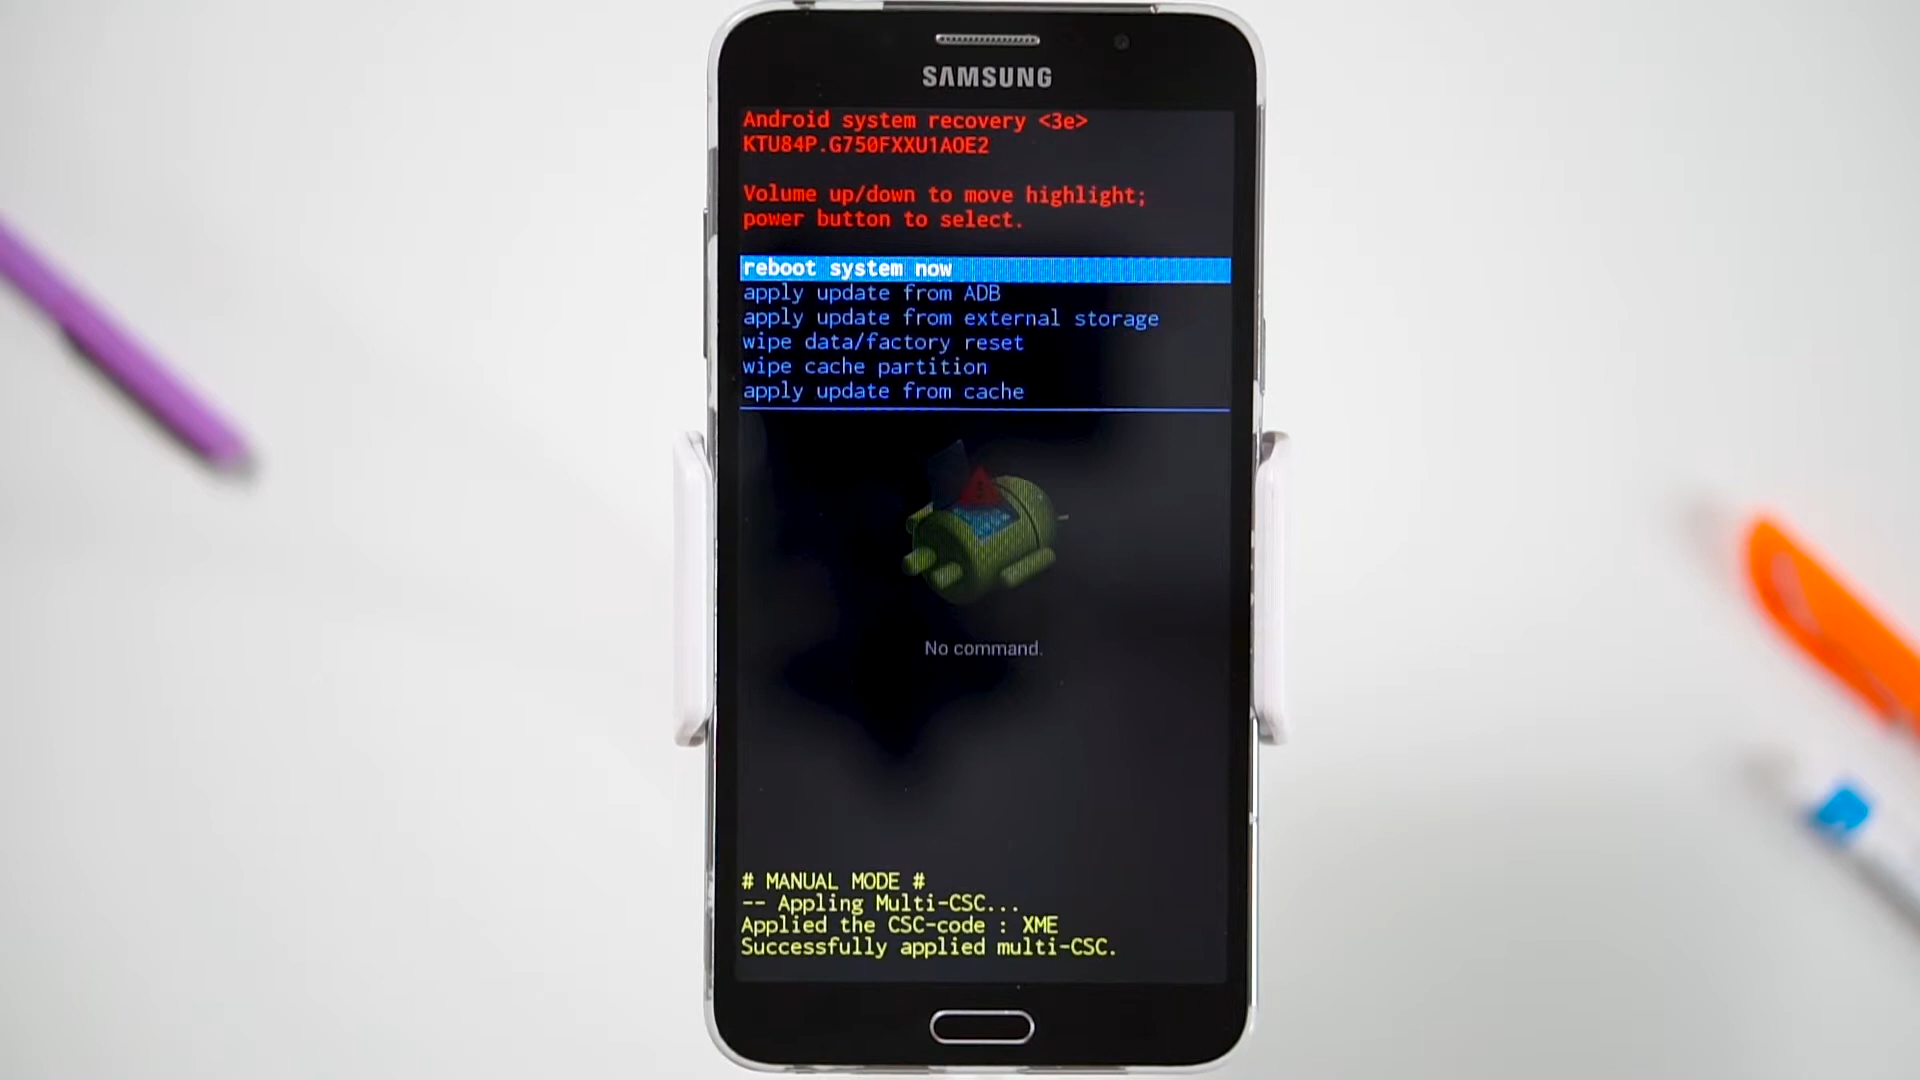 SAMSUNG
Android system recovery <3e>
KTU84P.G750FXXU1AOE2
Volume up/down to move highlight;
power button to select.
reboot system now
apply update from ADB
apply update from external storage
wipe data/factory reset
wipe cache partition
apply update from cache
No command.
# MANUAL MODE #
-- Appling Multi-CSC...
Applied the CSC-code : XME
Successfully applied multi-CSC.